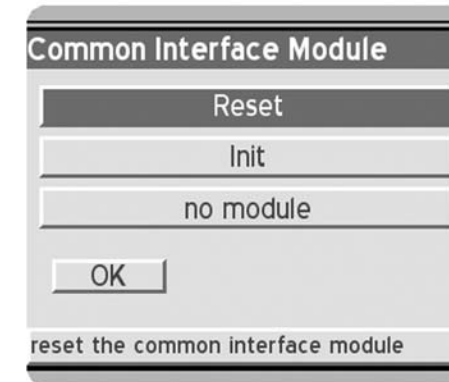 Common Interface Module
Reset
Init
no module
OK
reset the common interface module